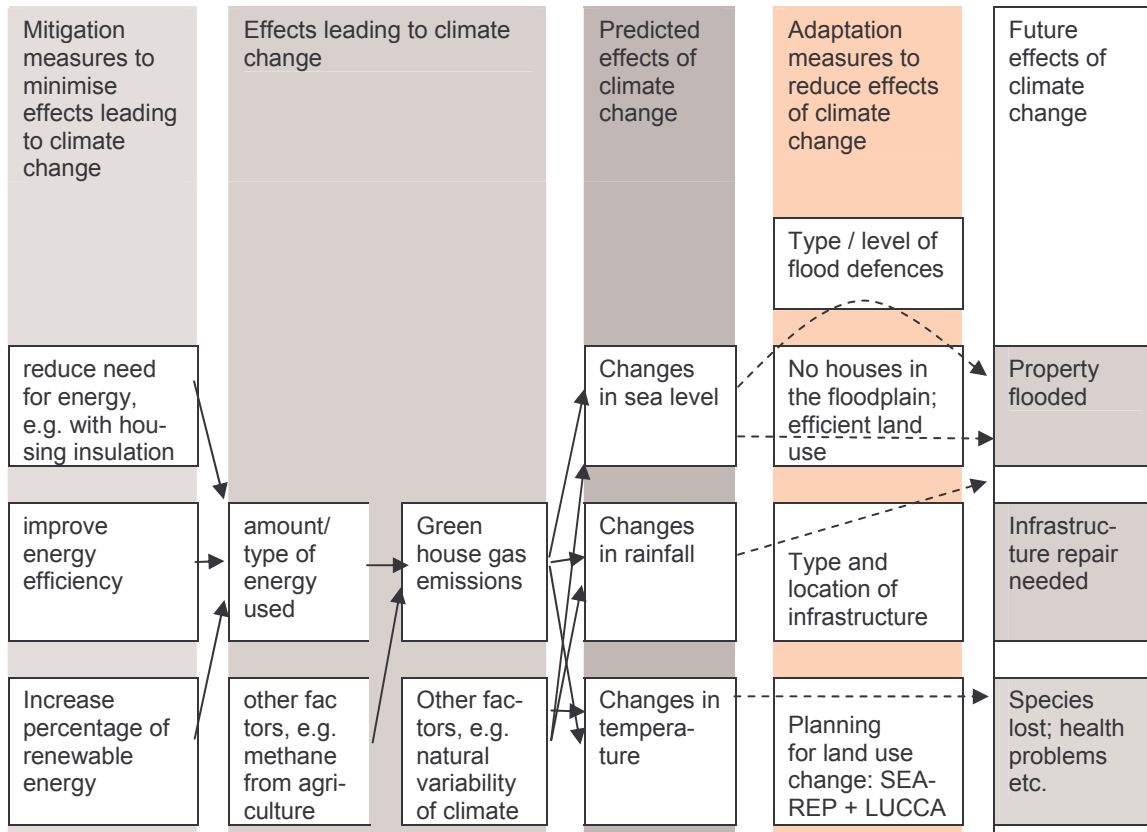 Mitigation
measures to
minimise
effects leading
to climate
change
Effects leading to climate
change
Predicted
effects of
climate
change
Adaptation
measures to
reduce effects
of climate
change
Future
effects of
climate
change
Type / level of
flood defences
reduce need
for energy,
e.g. with hou-
sing insulation
Changes
in sea level
No houses in
the floodplain;
efficient land
use
Property
flooded
improve
energy
efficiency
amount/
type of
energy
used
Green
house gas
emissions
Changes
in rainfall
Type and
location of
infrastructure
Infrastruc-
ture repair
needed
Increase
percentage of
renewable
energy
other fac
tors, e.g.
methane
from agri-
culture
Other fac-
tors, e.g.
natural
variability
of climate
Changes in
tempera-
ture
Planning
for land use
change: SEA-
REP + LUCCA
Species
lost; health
problems
etc.